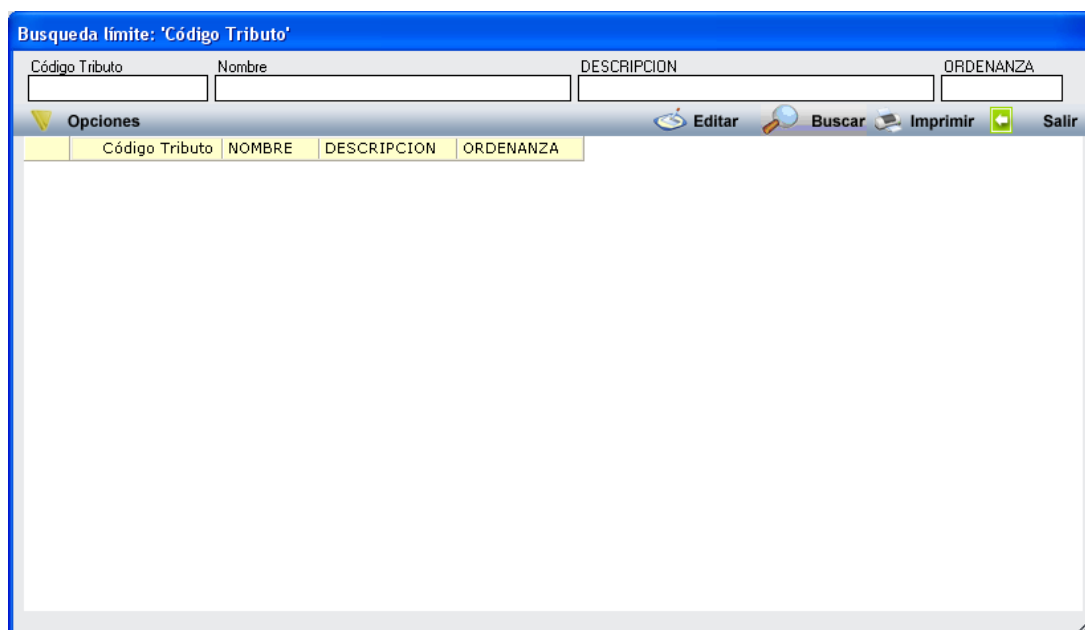 Busqueda límite: 'Código Tributo'
Código Tributo Nombre DESCRIPCION ORDENANZA
Opciones Editar Buscar Imprimir Salir
Código Tributo NOMBRE DESCRIPCION ORDENANZA